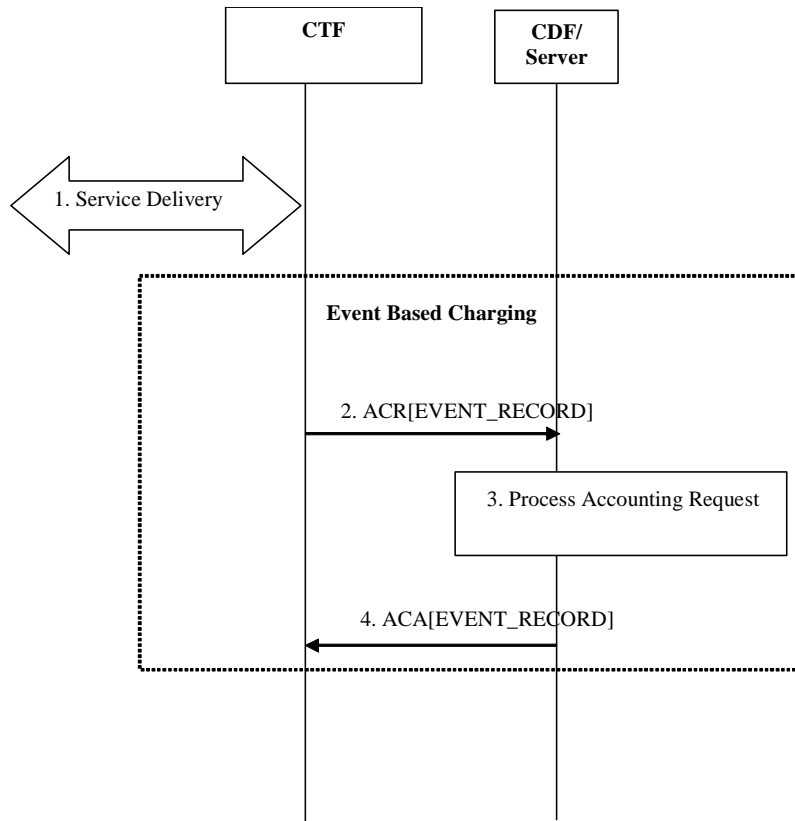 CTF
CDF/
Server
1. Service Delivery
Event Based Charging
2. ACR[EVENT_RECORD]
3. Process Accounting Request
4. ACA[EVENT_RECORD]